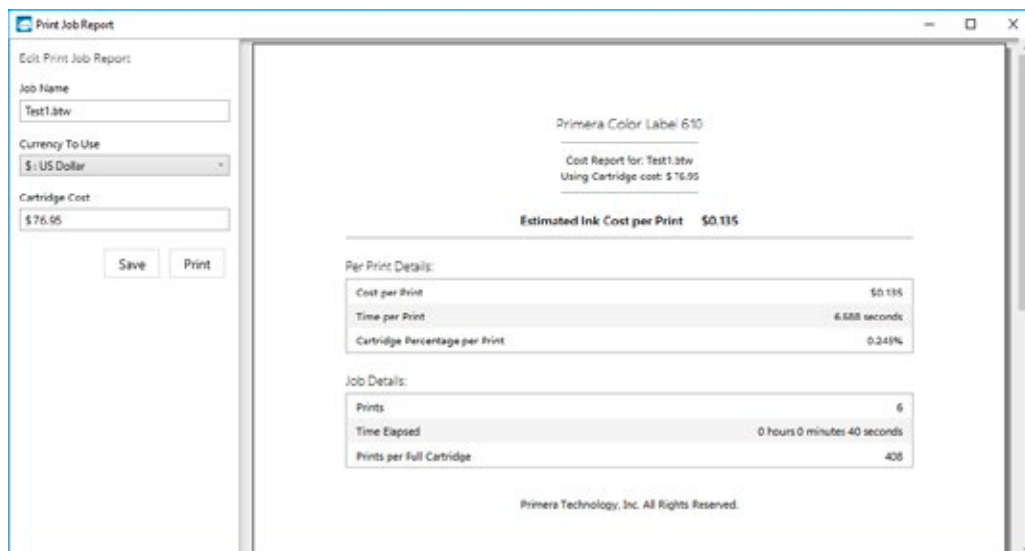 Print Job Report
Edit Print Job Report
Job Name
Test1.btw
Currency To Use
$ : US Dollar
Cartridge Cost
$76.95
Save Print
Primera Color Label 610
Cost Report for: Test1.btw
Using Cartridge cost: $76.95
Estimated Ink Cost per Print $0.135
Per Print Details:
Cost per Print $0.135
Time per Print 6.688 seconds
Cartridge Percentage per Print 0.245%
Job Details:
Prints 6
Time Elapsed 0 hours 0 minutes 40 seconds
Prints per Full Cartridge 408
Primera Technology, Inc. All Rights Reserved.